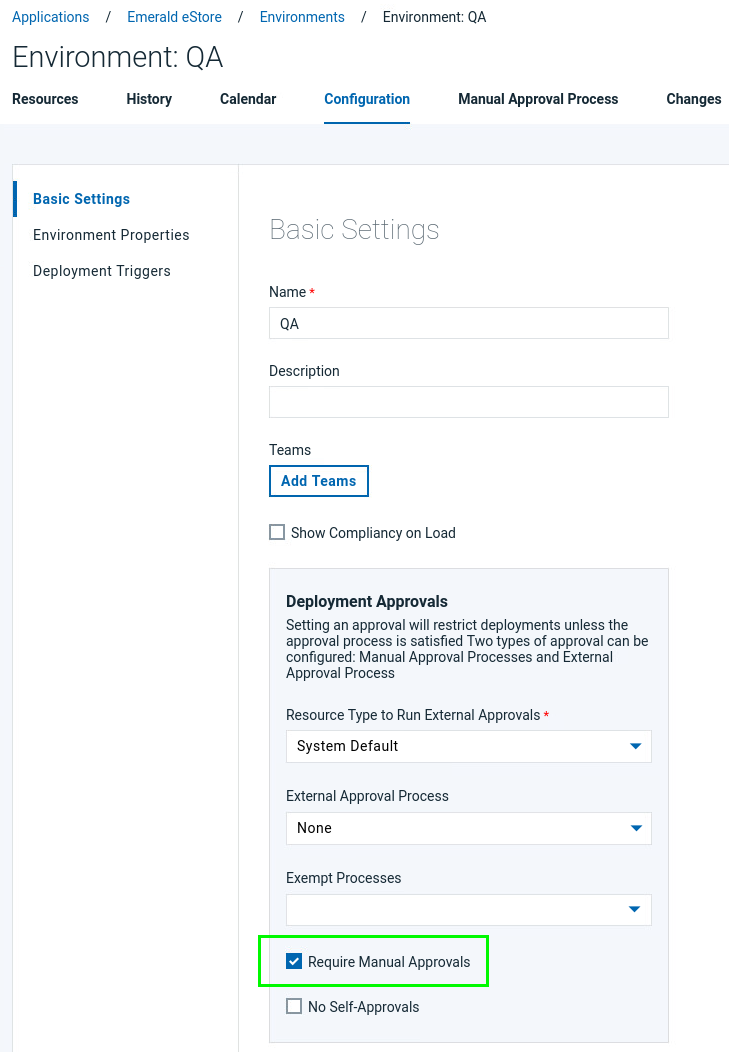 Applications / Emerald eStore / Environments / Environment: QA
Environment: QA
Resources History Calendar Configuration Manual Approval Process Changes
Basic Settings
Environment Properties
Deployment Triggers
Basic Settings
Name *
QA
Description
Teams
Add Teams
Show Compliancy on Load
Deployment Approvals
Setting an approval will restrict deployments unless the
approval process is satisfied Two types of approval can be
configured: Manual Approval Processes and External
Approval Process
Resource Type to Run External Approvals *
System Default
External Approval Process
None
Exempt Processes
Require Manual Approvals
No Self-Approvals